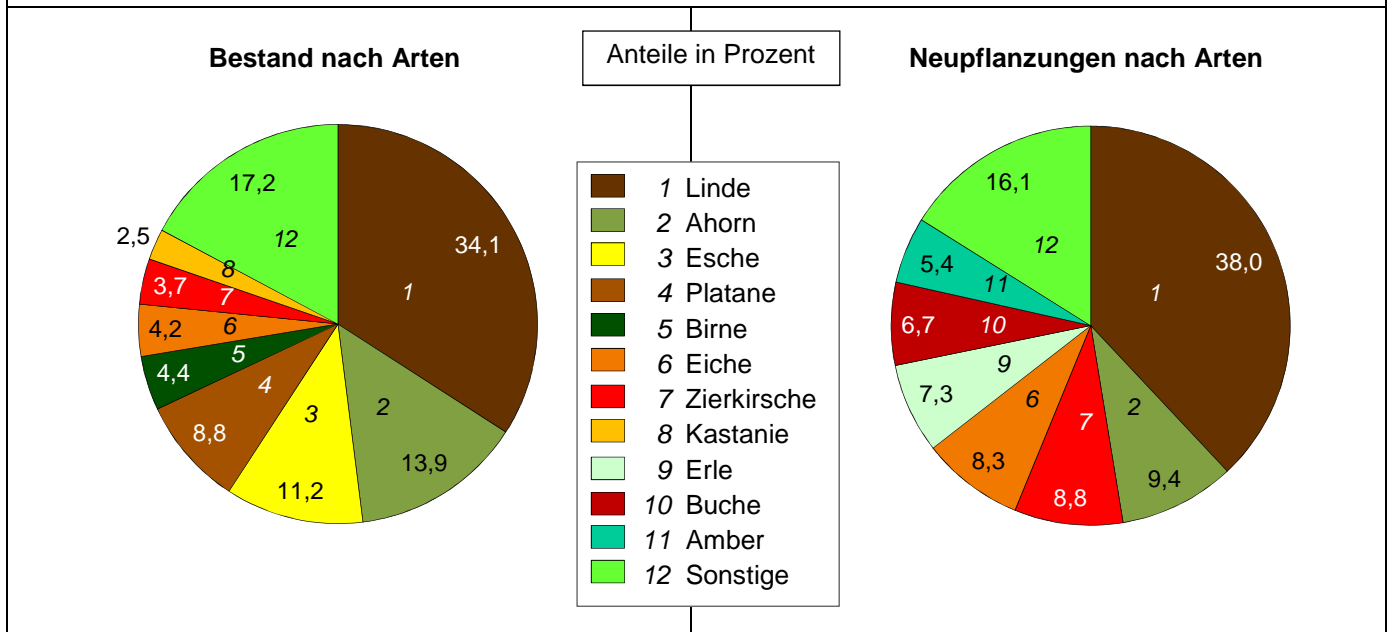 Bestand nach Arten
Anteile in Prozent
Neupflanzungen nach Arten
17,2
12
2,5
8
3,7
7
4,2
6
4,4
5
8,8
4
11,2
3
13,9
2
34,1
1
1 Linde
2 Ahorn
3 Esche
4 Platane
5 Birne
6 Eiche
7 Zierkirsche
8 Kastanie
9 Erle
10 Buche
11 Amber
12 Sonstige
16,1
12
5,4
11
6,7
10
7,3
9
8,3
6
8,8
7
9,4
2
38,0
1